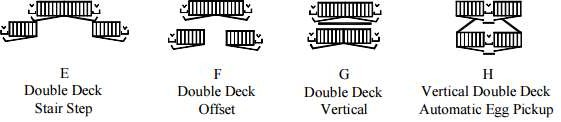 E
Double Deck
Stair Step
F
Double Deck
Offset
G
Double Deck
Vertical
H
Vertical Double Deck
Automatic Egg Pickup